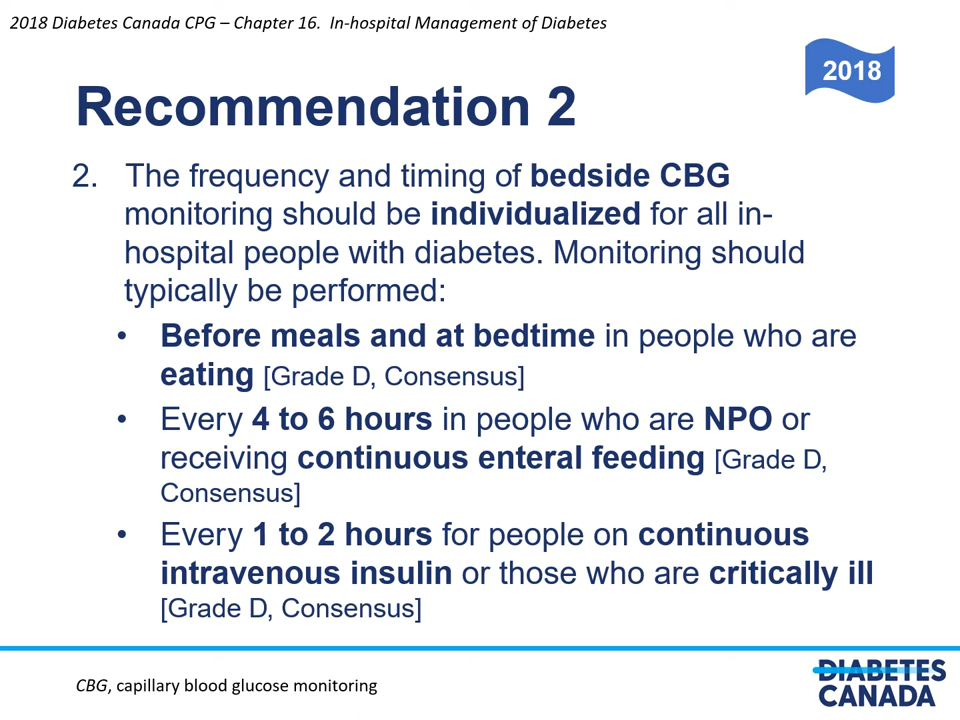 2018 Diabetes Canada CPG – Chapter 16.  In-hospital Management of Diabetes
2018
Recommendation 2
2. The frequency and timing of bedside CBG
monitoring should be individualized for all in-
hospital people with diabetes. Monitoring should
typically be performed:
• Before meals and at bedtime in people who are
eating [Grade D, Consensus]
• Every 4 to 6 hours in people who are NPO or
receiving continuous enteral feeding [Grade D,
Consensus]
• Every 1 to 2 hours for people on continuous
intravenous insulin or those who are critically ill
[Grade D, Consensus]
CBG, capillary blood glucose monitoring
DIABETES
CANADA